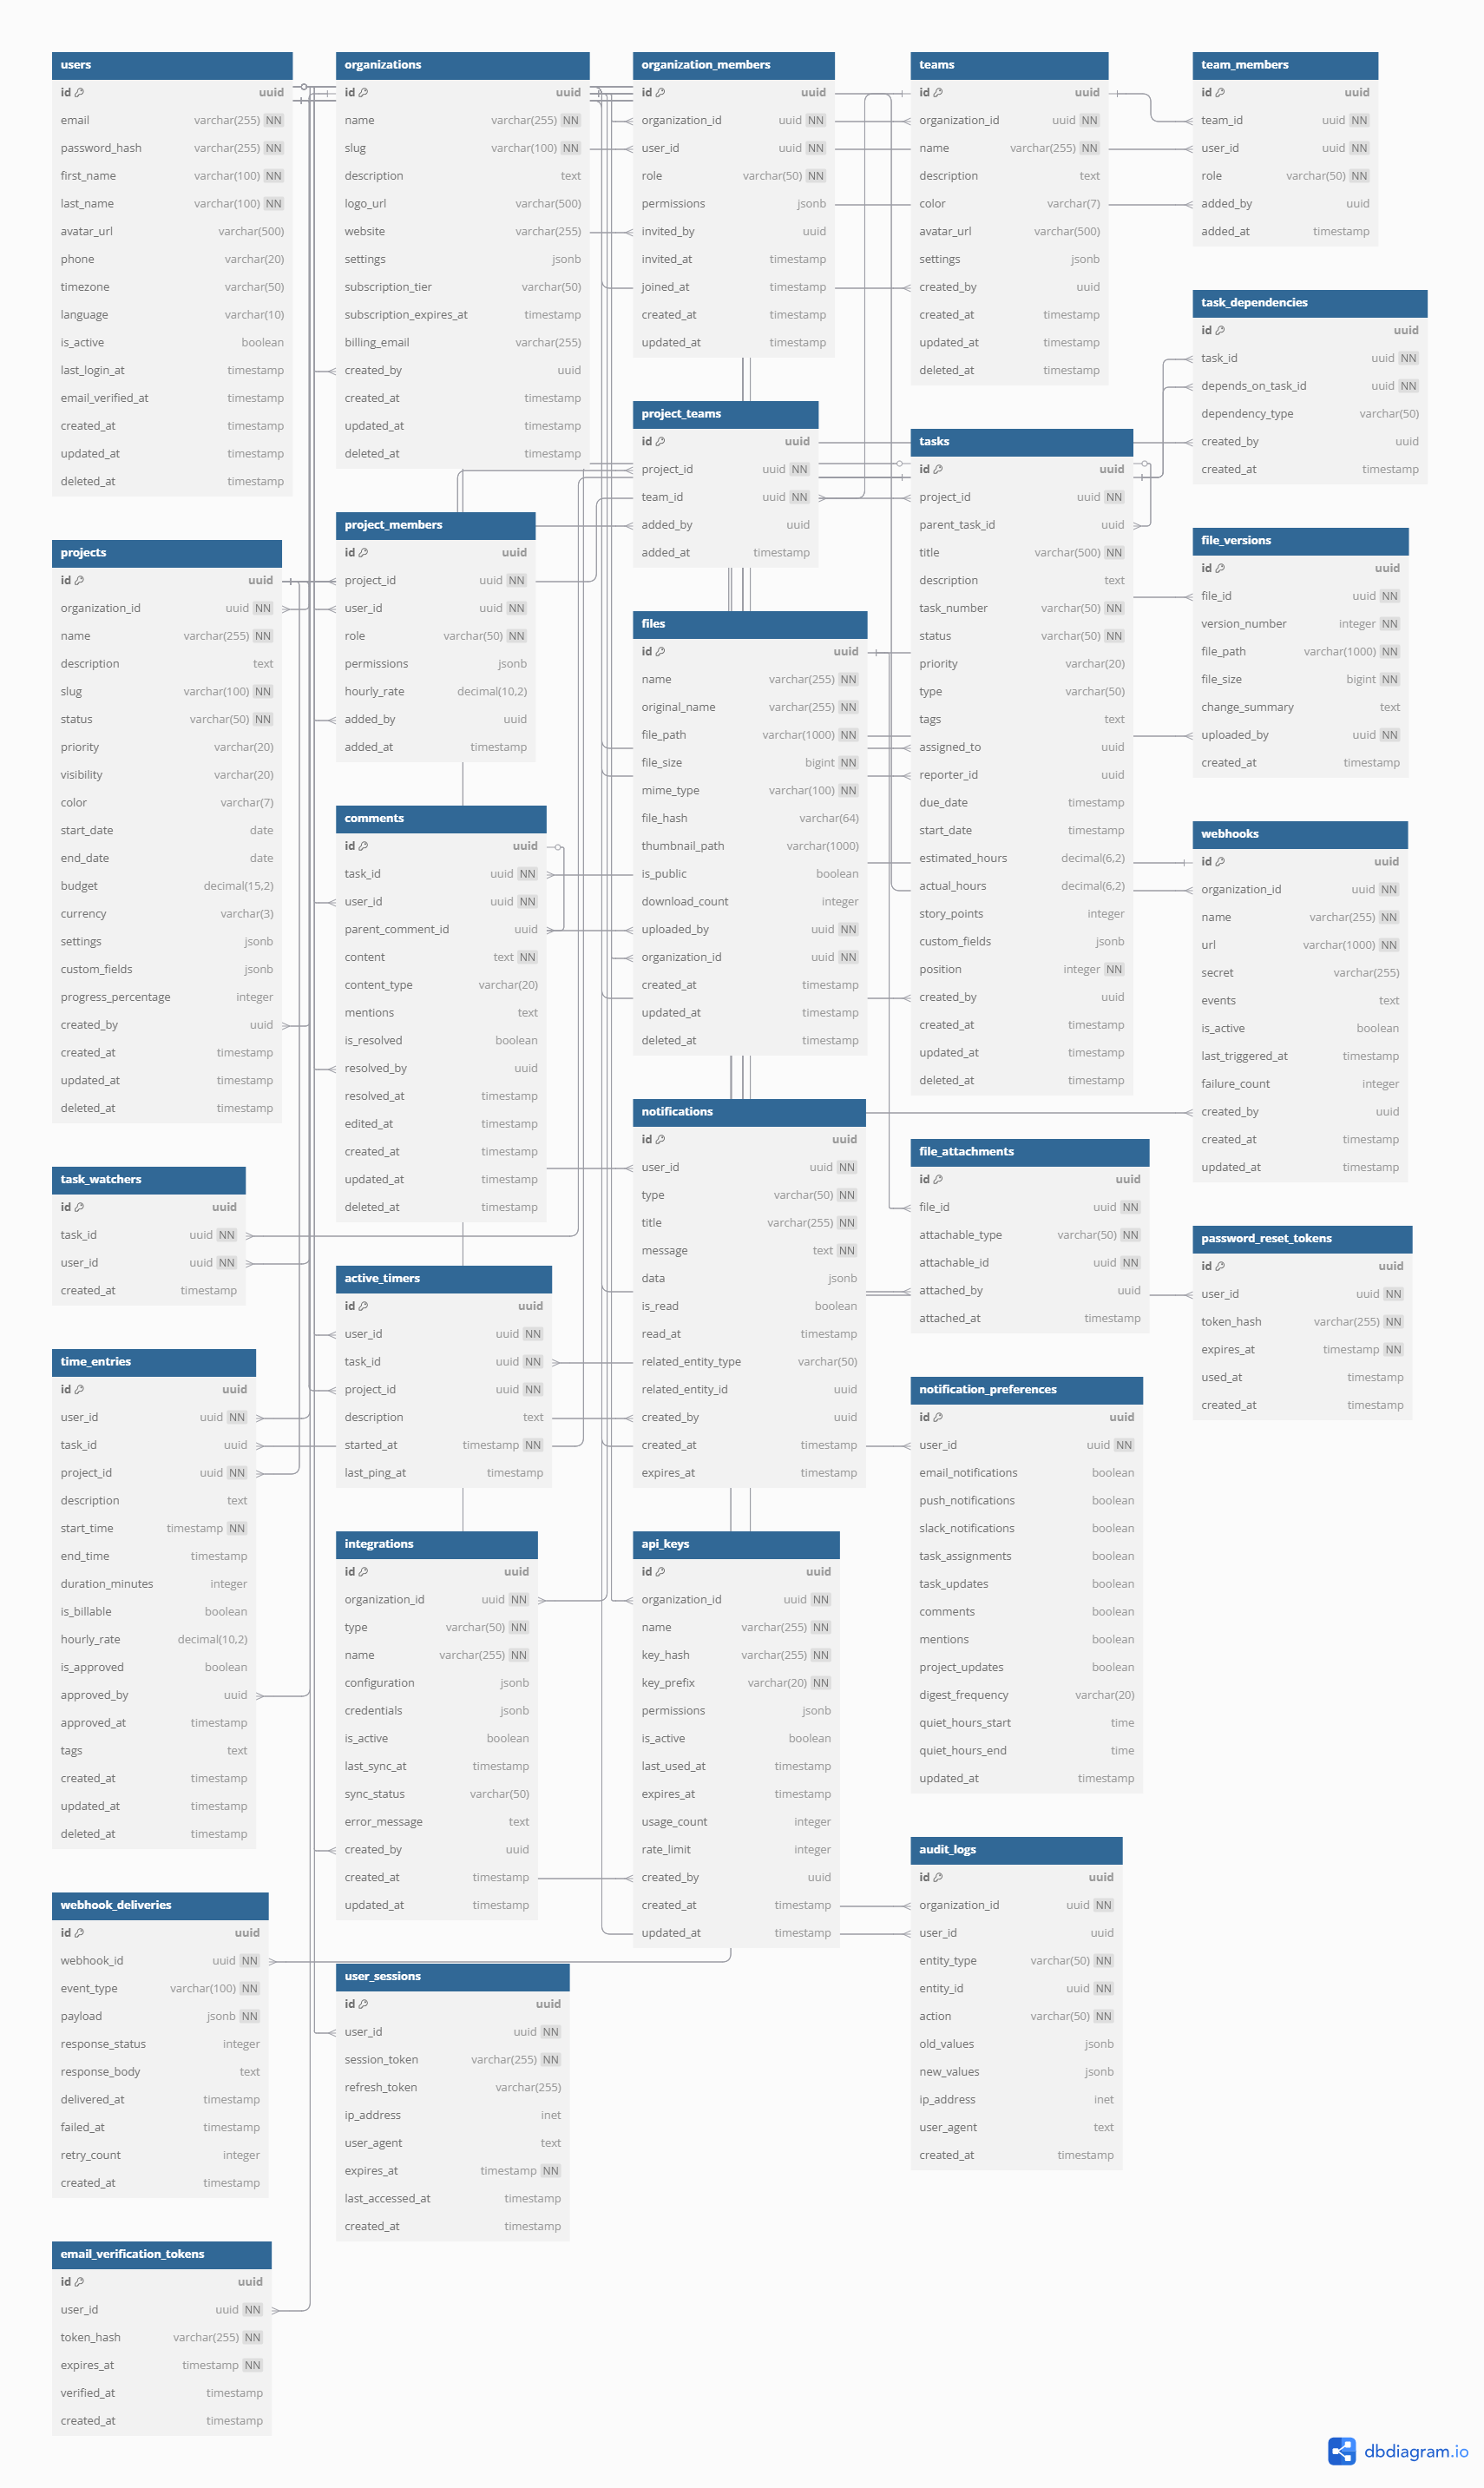 users
id uuid
email varchar(255) NN
password_hash varchar(255) NN
first_name varchar(100) NN
last_name varchar(100) NN
avatar_url varchar(500)
phone varchar(20)
timezone varchar(50)
language varchar(10)
is_active boolean
last_login_at timestamp
email_verified_at timestamp
created_at timestamp
updated_at timestamp
deleted_at timestamp
organizations
id uuid
name varchar(255) NN
slug varchar(100) NN
description text
logo_url varchar(500)
website varchar(255)
settings jsonb
subscription_tier varchar(50)
subscription_expires_at timestamp
billing_email varchar(255)
created_by uuid
created_at timestamp
updated_at timestamp
deleted_at timestamp
organization_members
id uuid
organization_id uuid NN
user_id uuid NN
role varchar(50) NN
permissions jsonb
invited_by uuid
invited_at timestamp
joined_at timestamp
created_at timestamp
updated_at timestamp
teams
id uuid
organization_id uuid NN
name varchar(255) NN
description text
color varchar(7)
avatar_url varchar(500)
settings jsonb
created_by uuid
created_at timestamp
updated_at timestamp
deleted_at timestamp
team_members
id uuid
team_id uuid NN
user_id uuid NN
role varchar(50) NN
added_by uuid
added_at timestamp
task_dependencies
id uuid
task_id uuid NN
depends_on_task_id uuid NN
dependency_type varchar(50)
created_by uuid
created_at timestamp
project_teams
id uuid
project_id uuid NN
team_id uuid NN
added_by uuid
added_at timestamp
tasks
id uuid
project_id uuid NN
parent_task_id uuid
title varchar(500) NN
description text
task_number varchar(50) NN
status varchar(50) NN
priority varchar(20)
type varchar(50)
tags text
assigned_to uuid
reporter_id uuid
due_date timestamp
start_date timestamp
estimated_hours decimal(6,2)
actual_hours decimal(6,2)
story_points integer
custom_fields jsonb
position integer NN
created_by uuid
created_at timestamp
updated_at timestamp
deleted_at timestamp
project_members
id uuid
project_id uuid NN
user_id uuid NN
role varchar(50) NN
permissions jsonb
hourly_rate decimal(10,2)
added_by uuid
added_at timestamp
projects
id uuid
organization_id uuid NN
name varchar(255) NN
description text
slug varchar(100) NN
status varchar(50) NN
priority varchar(20)
visibility varchar(20)
color varchar(7)
start_date date
end_date date
budget decimal(15,2)
currency varchar(3)
settings jsonb
custom_fields jsonb
progress_percentage integer
created_by uuid
created_at timestamp
updated_at timestamp
deleted_at timestamp
file_versions
id uuid
file_id uuid NN
version_number integer NN
file_path varchar(1000) NN
file_size bigint NN
change_summary text
uploaded_by uuid NN
created_at timestamp
files
id uuid
name varchar(255) NN
original_name varchar(255) NN
file_path varchar(1000) NN
file_size bigint NN
mime_type varchar(100) NN
file_hash varchar(64)
thumbnail_path varchar(1000)
is_public boolean
download_count integer
uploaded_by uuid NN
organization_id uuid NN
created_at timestamp
updated_at timestamp
deleted_at timestamp
comments
id uuid
task_id uuid NN
user_id uuid NN
parent_comment_id uuid
content text NN
content_type varchar(20)
mentions text
is_resolved boolean
resolved_by uuid
resolved_at timestamp
edited_at timestamp
created_at timestamp
updated_at timestamp
deleted_at timestamp
webhooks
id uuid
organization_id uuid NN
name varchar(255) NN
url varchar(1000) NN
secret varchar(255)
events text
is_active boolean
last_triggered_at timestamp
failure_count integer
created_by uuid
created_at timestamp
updated_at timestamp
notifications
id uuid
user_id uuid NN
type varchar(50) NN
title varchar(255) NN
message text NN
data jsonb
is_read boolean
read_at timestamp
related_entity_type varchar(50)
related_entity_id uuid
created_by uuid
created_at timestamp
expires_at timestamp
file_attachments
id uuid
file_id uuid NN
attachable_type varchar(50) NN
attachable_id uuid NN
attached_by uuid
attached_at timestamp
task_watchers
id uuid
task_id uuid NN
user_id uuid NN
created_at timestamp
password_reset_tokens
id uuid
user_id uuid NN
token_hash varchar(255) NN
expires_at timestamp NN
used_at timestamp
created_at timestamp
active_timers
id uuid
user_id uuid NN
task_id uuid NN
project_id uuid NN
description text
started_at timestamp NN
last_ping_at timestamp
time_entries
id uuid
user_id uuid NN
task_id uuid
project_id uuid NN
description text
start_time timestamp NN
end_time timestamp
duration_minutes integer
is_billable boolean
hourly_rate decimal(10,2)
is_approved boolean
approved_by uuid
approved_at timestamp
tags text
created_at timestamp
updated_at timestamp
deleted_at timestamp
notification_preferences
id uuid
user_id uuid NN
email_notifications boolean
push_notifications boolean
slack_notifications boolean
task_assignments boolean
task_updates boolean
comments boolean
mentions boolean
project_updates boolean
digest_frequency varchar(20)
quiet_hours_start time
quiet_hours_end time
updated_at timestamp
integrations
id uuid
organization_id uuid NN
type varchar(50) NN
name varchar(255) NN
configuration jsonb
credentials jsonb
is_active boolean
last_sync_at timestamp
sync_status varchar(50)
error_message text
created_by uuid
created_at timestamp
updated_at timestamp
api_keys
id uuid
organization_id uuid NN
name varchar(255) NN
key_hash varchar(255) NN
key_prefix varchar(20) NN
permissions jsonb
is_active boolean
last_used_at timestamp
expires_at timestamp
usage_count integer
rate_limit integer
created_by uuid
created_at timestamp
updated_at timestamp
audit_logs
id uuid
organization_id uuid NN
user_id uuid
entity_type varchar(50) NN
entity_id uuid NN
action varchar(50) NN
old_values jsonb
new_values jsonb
ip_address inet
user_agent text
created_at timestamp
webhook_deliveries
id uuid
webhook_id uuid NN
event_type varchar(100) NN
payload jsonb NN
response_status integer
response_body text
delivered_at timestamp
failed_at timestamp
retry_count integer
created_at timestamp
user_sessions
id uuid
user_id uuid NN
session_token varchar(255) NN
refresh_token varchar(255)
ip_address inet
user_agent text
expires_at timestamp NN
last_accessed_at timestamp
created_at timestamp
email_verification_tokens
id uuid
user_id uuid NN
token_hash varchar(255) NN
expires_at timestamp NN
verified_at timestamp
created_at timestamp
dbdiagram.io